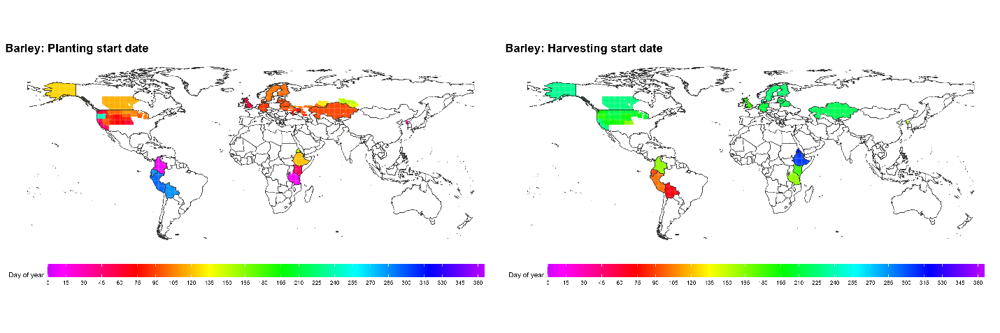 Barley: Planting start date
Barley: Harvesting start date
Day of year
0 15 30 45 60 75 90 105 120 135 150 165 180 195 210 225 240 255 270 285 300 315 330 345 360
Day of year
0 15 30 45 60 75 90 105 120 135 150 165 180 195 210 225 240 255 270 285 300 315 330 345 360